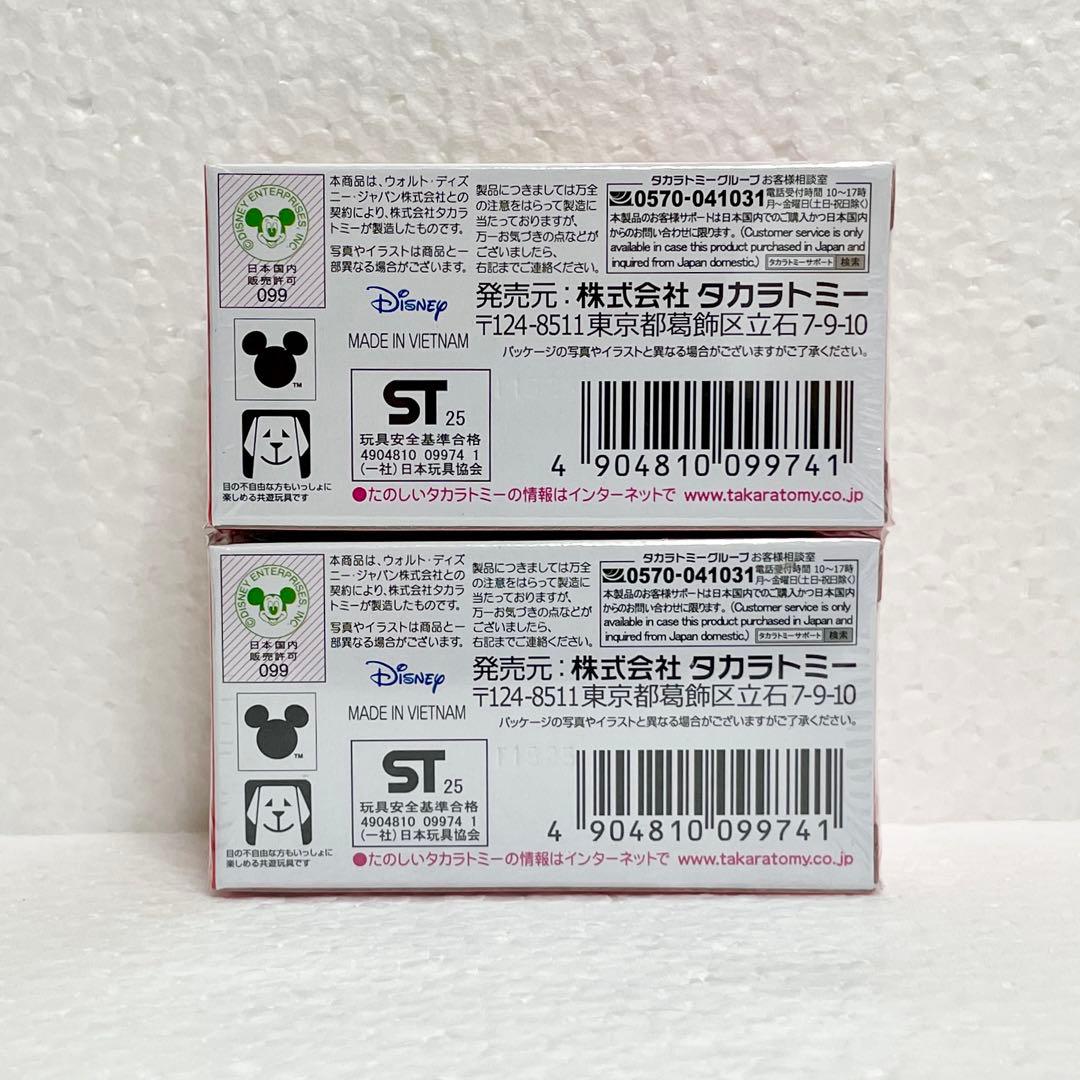 ©DISNEY ENTERPRISES, INC.
日本国内
販売許可
099
本商品は、ウォルト・ディズ
ニー・ジャパン株式会社との
契約により、株式会社タカラ
トミーが製造したものです。
写真やイラストは商品と一
部異なる場合がございます。
製品につきましては万全
の注意をはらって製造に
当たっておりますが、
万一お気づきの点などが
ございましたら、
右記までご連絡ください。
タカラトミーグループ お客様相談室
0570-041031 電話受付時間 10〜17時
月〜金曜日(土日・祝日除く)
本製品のお客様サポートは日本国内でのご購入かつ日本国内
からのお問い合わせに限ります。(Customer service is only
available in case this product purchased in Japan and
inquired from Japan domestic.) タカラトミーサポート 検索
Disney
MADE IN VIETNAM
発売元:株式会社 タカラトミー
〒124-8511東京都葛飾区立石7-9-10
パッケージの写真やイラストと異なる場合がございますがご了承ください。
TM
ST 25
玩具安全基準合格
4904810 09974 1
(一社)日本玩具協会
4 904810 099741
目の不自由な方もいっしょに
楽しめる共遊玩具です
●たのしいタカラトミーの情報はインターネットで www.takaratomy.co.jp
©DISNEY ENTERPRISES, INC.
日本国内
販売許可
099
本商品は、ウォルト・ディズ
ニー・ジャパン株式会社との
契約により、株式会社タカラ
トミーが製造したものです。
写真やイラストは商品と一
部異なる場合がございます。
製品につきましては万全
の注意をはらって製造に
当たっておりますが、
万一お気づきの点などが
ございましたら、
右記までご連絡ください。
タカラトミーグループ お客様相談室
0570-041031 電話受付時間 10〜17時
月〜金曜日(土日・祝日除く)
本製品のお客様サポートは日本国内でのご購入かつ日本国内
からのお問い合わせに限ります。(Customer service is only
available in case this product purchased in Japan and
inquired from Japan domestic.) タカラトミーサポート 検索
Disney
MADE IN VIETNAM
発売元:株式会社 タカラトミー
〒124-8511東京都葛飾区立石7-9-10
パッケージの写真やイラストと異なる場合がございますがご了承ください。
TM
ST 25
玩具安全基準合格
4904810 09974 1
(一社)日本玩具協会
4 904810 099741
目の不自由な方もいっしょに
楽しめる共遊玩具です
●たのしいタカラトミーの情報はインターネットで www.takaratomy.co.jp